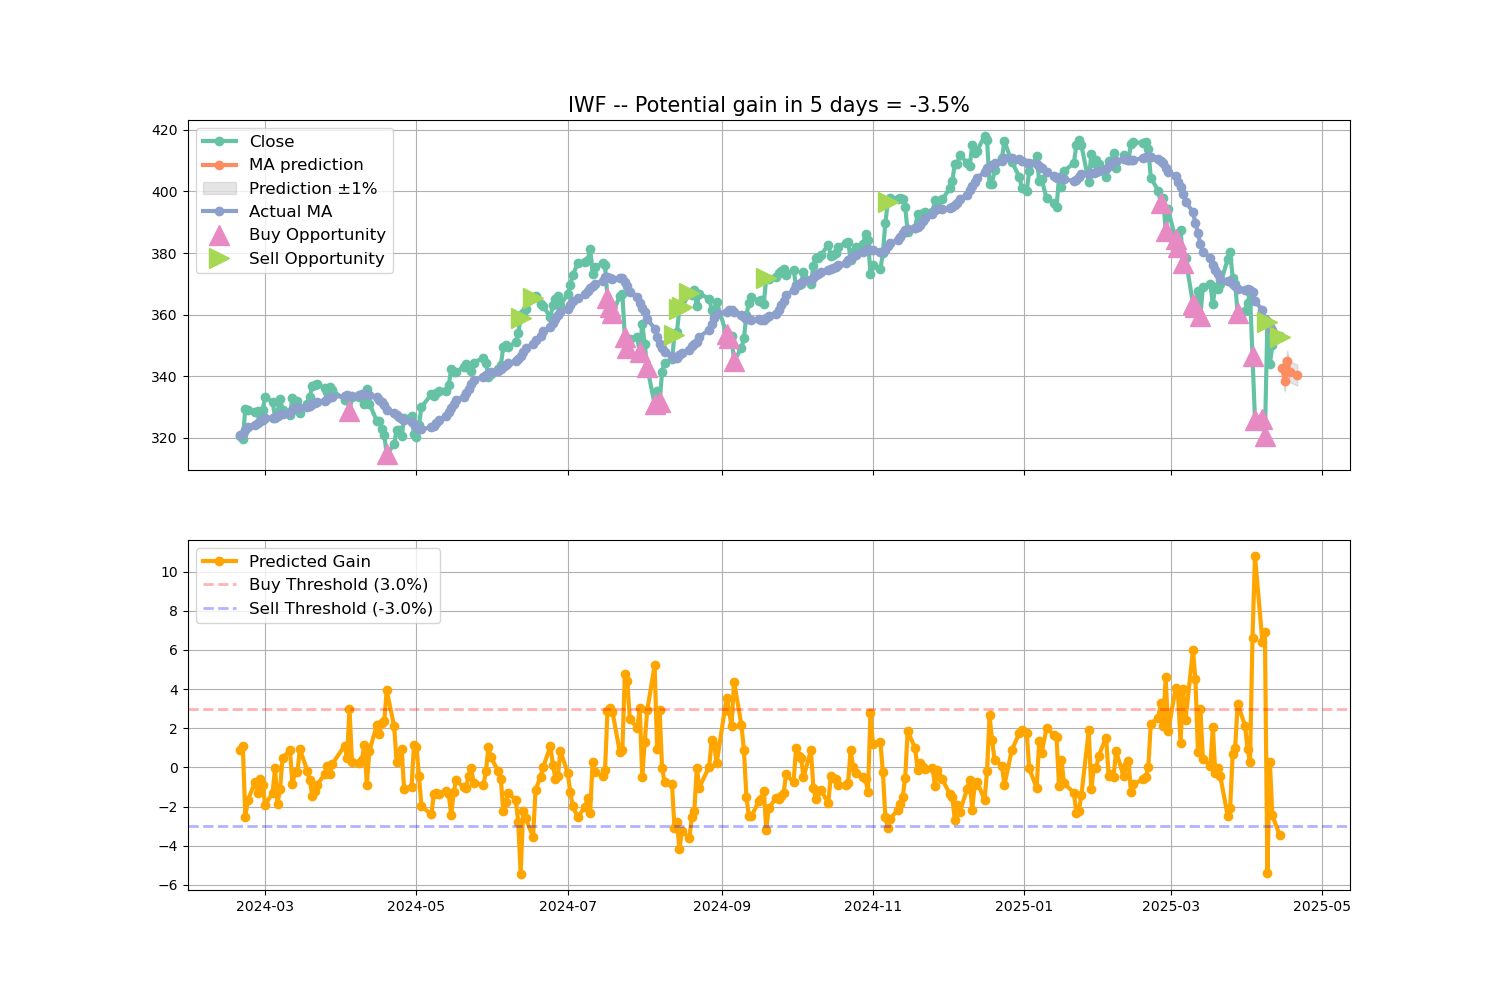 IWF -- Potential gain in 5 days = -3.5%
420
400
380
360
340
320
Close
MA prediction
Prediction ±1%
Actual MA
Buy Opportunity
Sell Opportunity
10
8
6
4
2
0
−2
−4
−6
Predicted Gain
Buy Threshold (3.0%)
Sell Threshold (-3.0%)
2024-03
2024-05
2024-07
2024-09
2024-11
2025-01
2025-03
2025-05